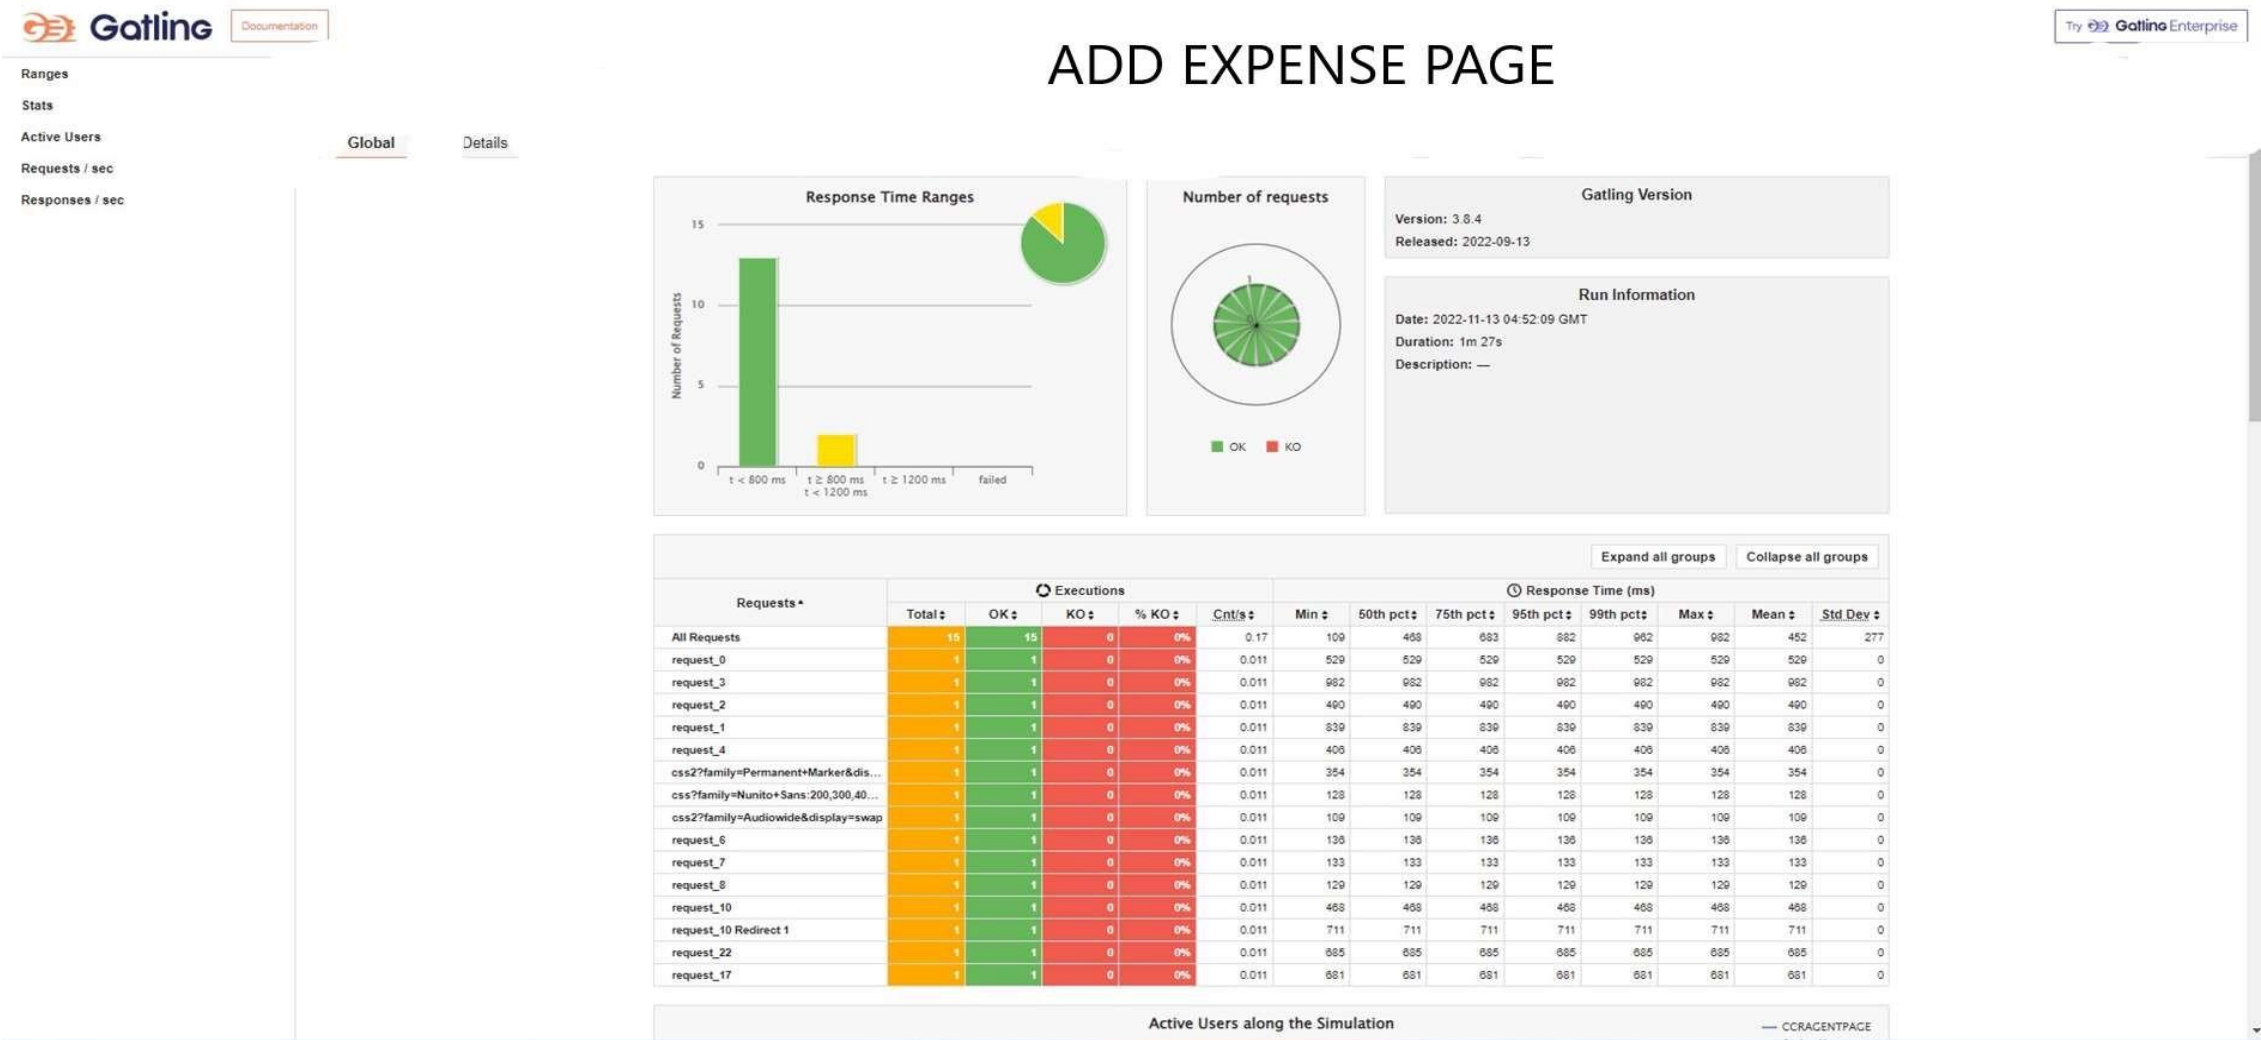 Gatling
Documentation
Try Gatling Enterprise
ADD EXPENSE PAGE
Ranges
Stats
Active Users
Requests / sec
Responses / sec
Global Details
Response Time Ranges
Number of Requests
15
10
5
0
t < 800 ms
t ≥ 800 ms
t < 1200 ms
t ≥ 1200 ms
failed
Number of requests
1
0
OK KO
Gatling Version
Version: 3.8.4
Released: 2022-09-13
Run Information
Date: 2022-11-13 04:52:09 GMT
Duration: 1m 27s
Description: —
Expand all groups Collapse all groups
Requests Executions Response Time (ms)
Total OK KO % KO Cnt/s Min 50th pct 75th pct 95th pct 99th pct Max Mean Std Dev
All Requests 15 15 0 0% 0.17 109 468 683 882 962 982 452 277
request_0 1 1 0 0% 0.011 529 529 529 529 529 529 529 0
request_3 1 1 0 0% 0.011 982 982 982 982 982 982 982 0
request_2 1 1 0 0% 0.011 490 490 490 490 490 490 490 0
request_1 1 1 0 0% 0.011 839 839 839 839 839 839 839 0
request_4 1 1 0 0% 0.011 406 406 406 406 406 406 406 0
css2?family=Permanent+Marker&dis... 1 1 0 0% 0.011 354 354 354 354 354 354 354 0
css?family=Nunito+Sans:200,300,40... 1 1 0 0% 0.011 128 128 128 128 128 128 128 0
css2?family=Audiowide&display=swap 1 1 0 0% 0.011 109 109 109 109 109 109 109 0
request_6 1 1 0 0% 0.011 136 136 136 136 136 136 136 0
request_7 1 1 0 0% 0.011 133 133 133 133 133 133 133 0
request_8 1 1 0 0% 0.011 129 129 129 129 129 129 129 0
request_10 1 1 0 0% 0.011 468 468 468 468 468 468 468 0
request_10 Redirect 1 1 1 0 0% 0.011 711 711 711 711 711 711 711 0
request_22 1 1 0 0% 0.011 685 685 685 685 685 685 685 0
request_17 1 1 0 0% 0.011 681 681 681 681 681 681 681 0
Active Users along the Simulation
CCRAGENTPAGE